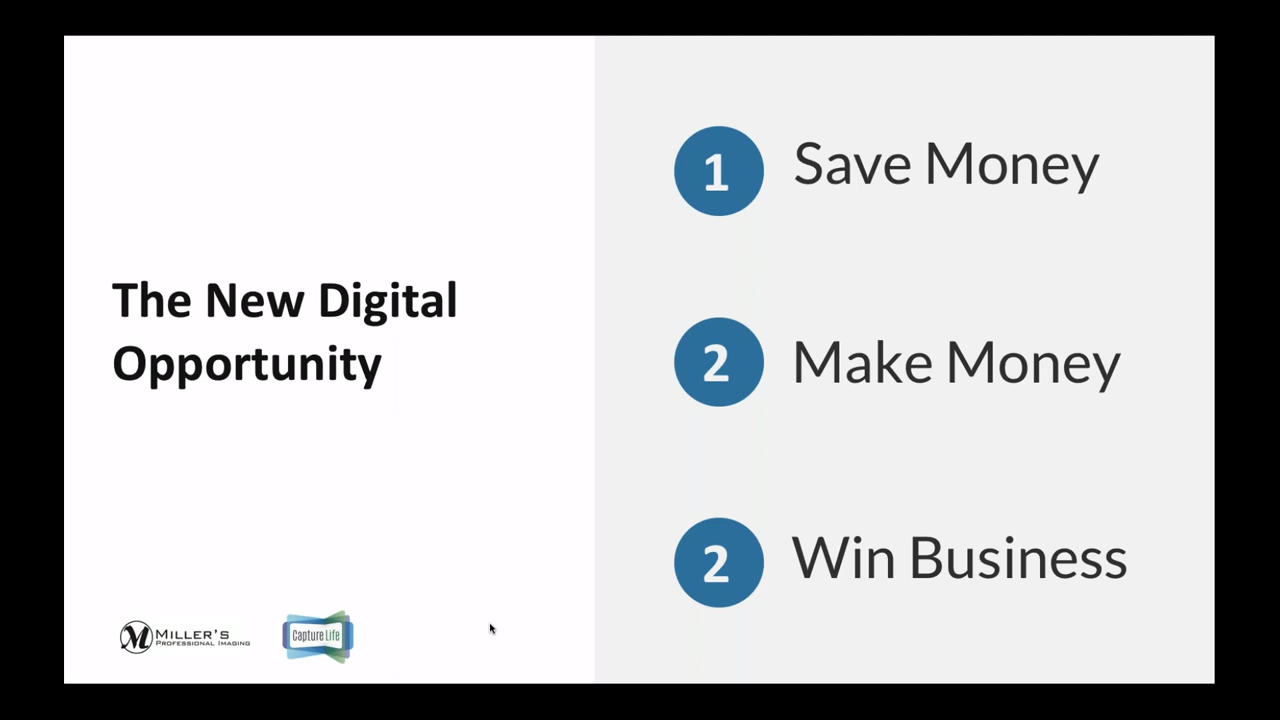 The New Digital
Opportunity
1 Save Money
2 Make Money
2 Win Business
MILLER'S
PROFESSIONAL IMAGING
Capture Life